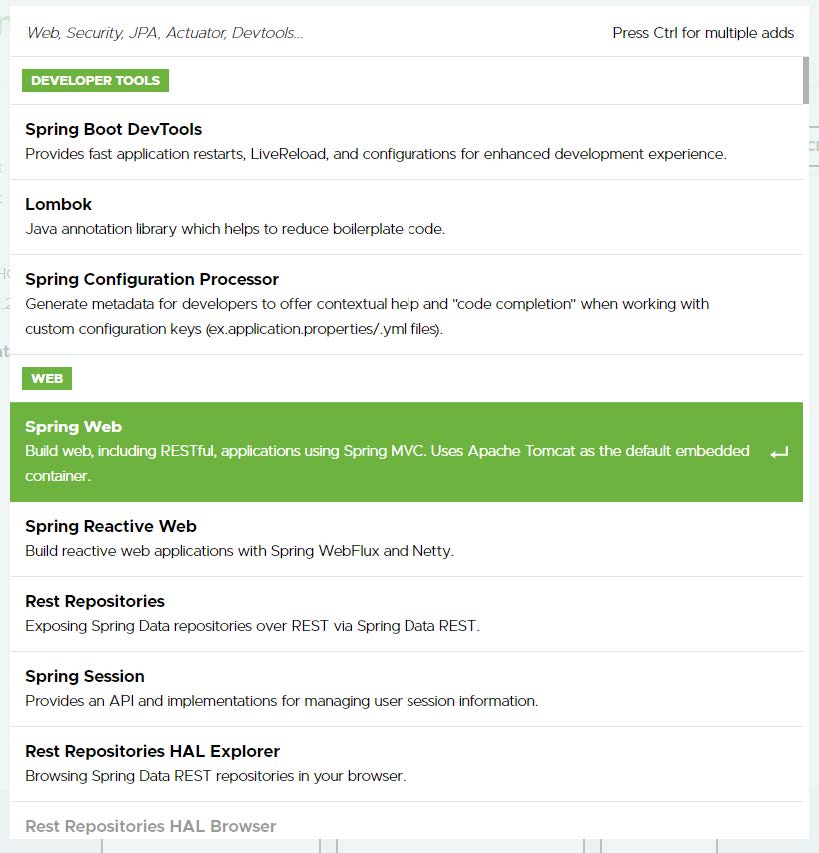 Web, Security, JPA, Actuator, Devtools... Press Ctrl for multiple adds
DEVELOPER TOOLS
Spring Boot DevTools
Provides fast application restarts, LiveReload, and configurations for enhanced development experience.
Lombok
Java annotation library which helps to reduce boilerplate code.
Spring Configuration Processor
Generate metadata for developers to offer contextual help and "code completion" when working with
custom configuration keys (ex.application.properties/.yml files).
WEB
Spring Web
Build web, including RESTful, applications using Spring MVC. Uses Apache Tomcat as the default embedded
container.
Spring Reactive Web
Build reactive web applications with Spring WebFlux and Netty.
Rest Repositories
Exposing Spring Data repositories over REST via Spring Data REST.
Spring Session
Provides an API and implementations for managing user session information.
Rest Repositories HAL Explorer
Browsing Spring Data REST repositories in your browser.
Rest Repositories HAL Browser